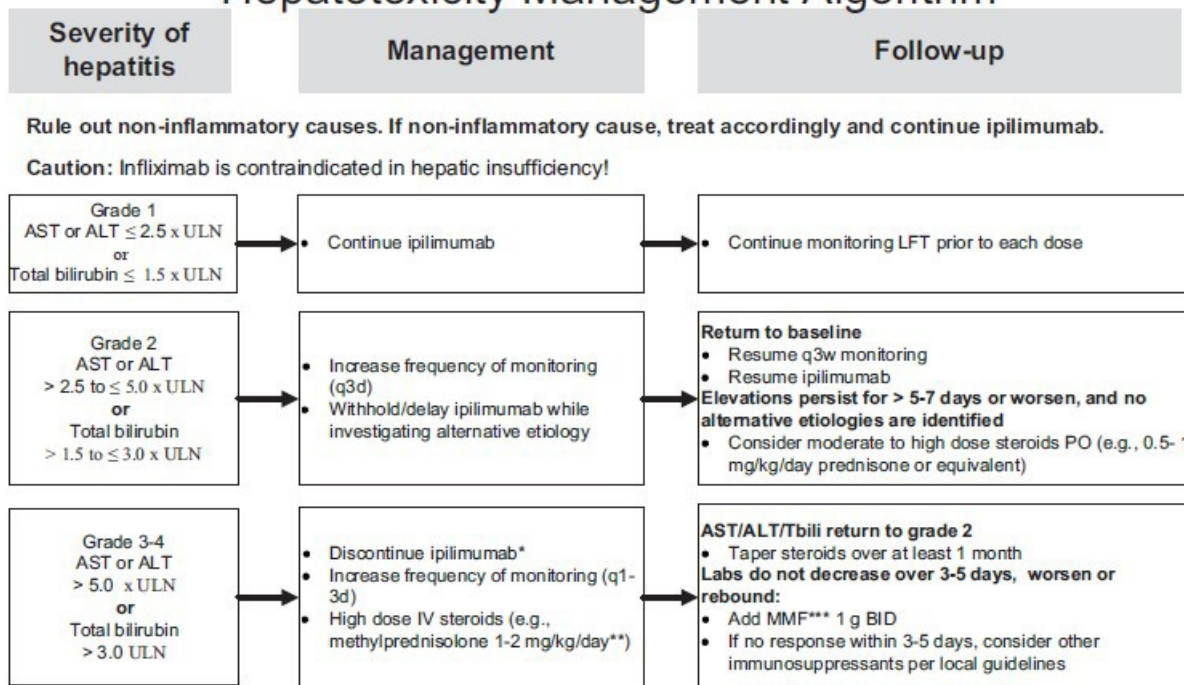 Hepatotoxicity Management Algorithm
Severity of
hepatitis
Management
Follow-up
Rule out non-inflammatory causes. If non-inflammatory cause, treat accordingly and continue ipilimumab.
Caution: Infliximab is contraindicated in hepatic insufficiency!
Grade 1
AST or ALT ≤ 2.5 x ULN
or
Total bilirubin ≤ 1.5 x ULN
• Continue ipilimumab
• Continue monitoring LFT prior to each dose
Grade 2
AST or ALT
> 2.5 to ≤ 5.0 x ULN
or
Total bilirubin
> 1.5 to ≤ 3.0 x ULN
• Increase frequency of monitoring
(q3d)
• Withhold/delay ipilimumab while
investigating alternative etiology
Return to baseline
• Resume q3w monitoring
• Resume ipilimumab
Elevations persist for > 5-7 days or worsen, and no
alternative etiologies are identified
• Consider moderate to high dose steroids PO (e.g., 0.5- 1
mg/kg/day prednisone or equivalent)
Grade 3-4
AST or ALT
> 5.0 x ULN
or
Total bilirubin
> 3.0 ULN
• Discontinue ipilimumab*
• Increase frequency of monitoring (q1-
3d)
• High dose IV steroids (e.g.,
methylprednisolone 1-2 mg/kg/day**)
AST/ALT/Tbili return to grade 2
• Taper steroids over at least 1 month
Labs do not decrease over 3-5 days, worsen or
rebound:
• Add MMF*** 1 g BID
• If no response within 3-5 days, consider other
immunosuppressants per local guidelines